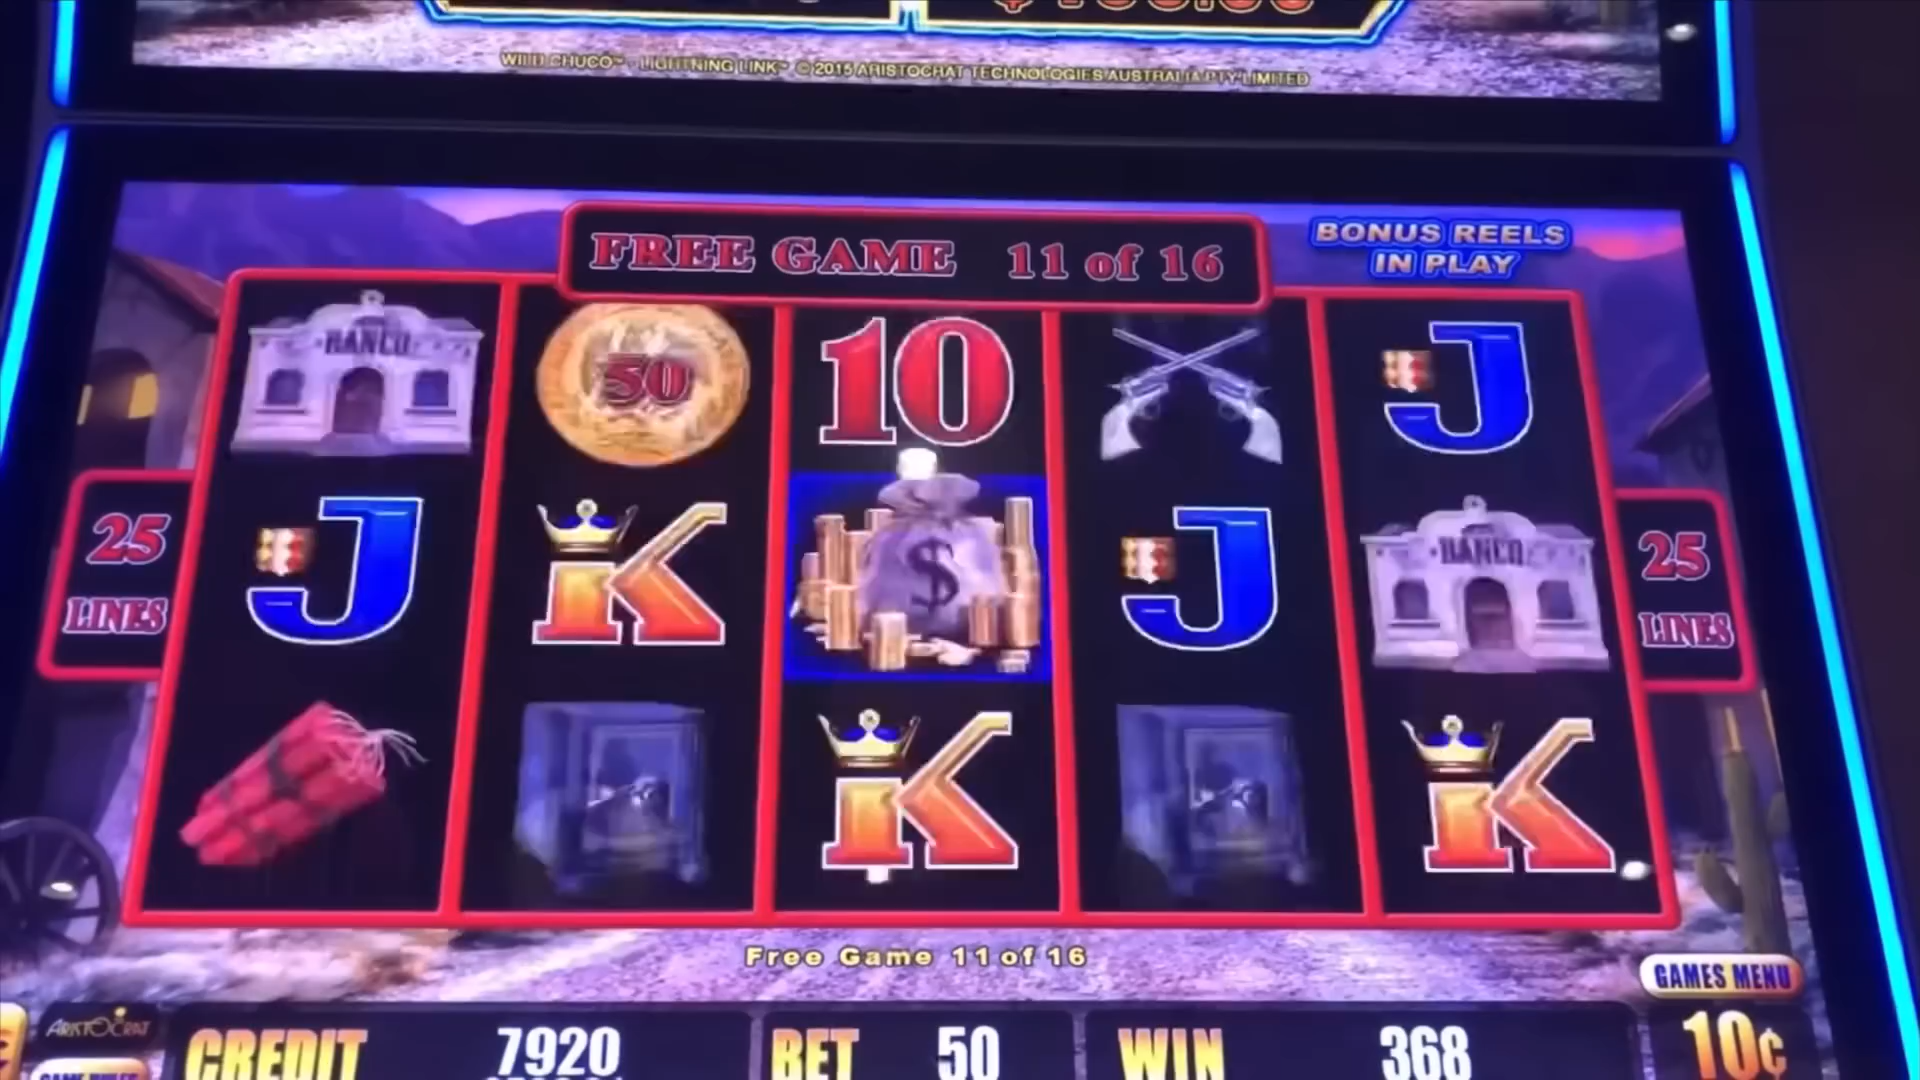 WILD CHUCO™ - LIGHTNING LINK™ © 2015 ARISTOCRAT TECHNOLOGIES AUSTRALIA PTY LIMITED
FREE GAME 11 of 16
BONUS REELS
IN PLAY
BANCO
50
10
J
25
LINES
J
K
$
J
BANCO
25
LINES
K
K
Free Game 11 of 16
GAMES MENU
ARISTOCRAT
CREDIT 7920
BET 50
WIN 368
10¢
GAME RULES